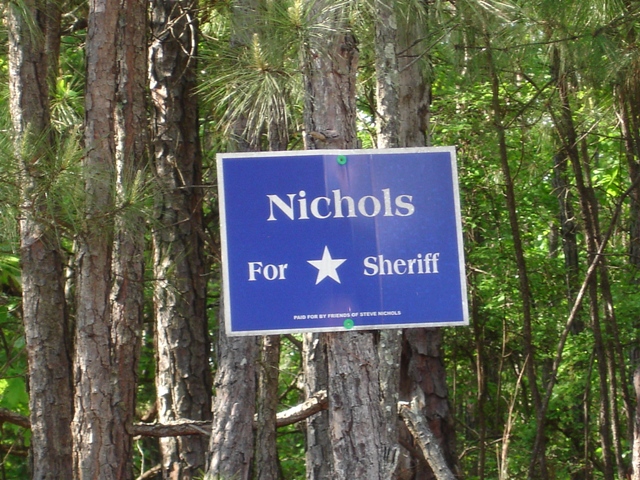 Nichols
For Sheriff
PAID FOR BY FRIENDS OF STEVE NICHOLS